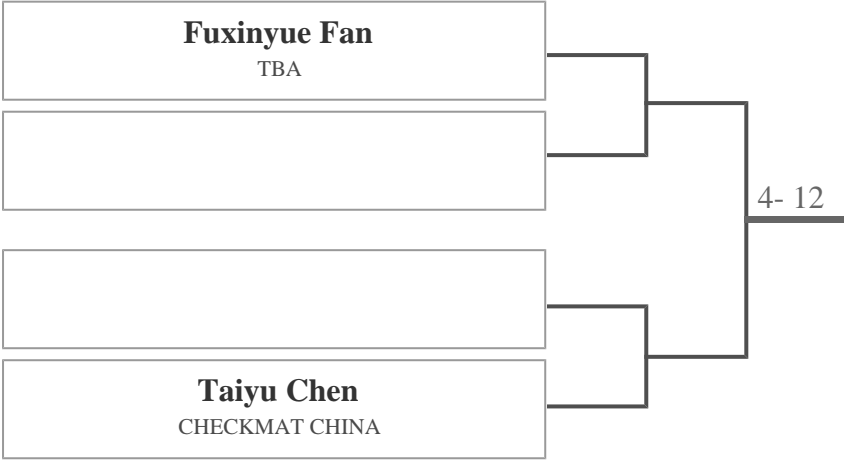 Fuxinyue Fan
TBA
4- 12
Taiyu Chen
CHECKMAT CHINA